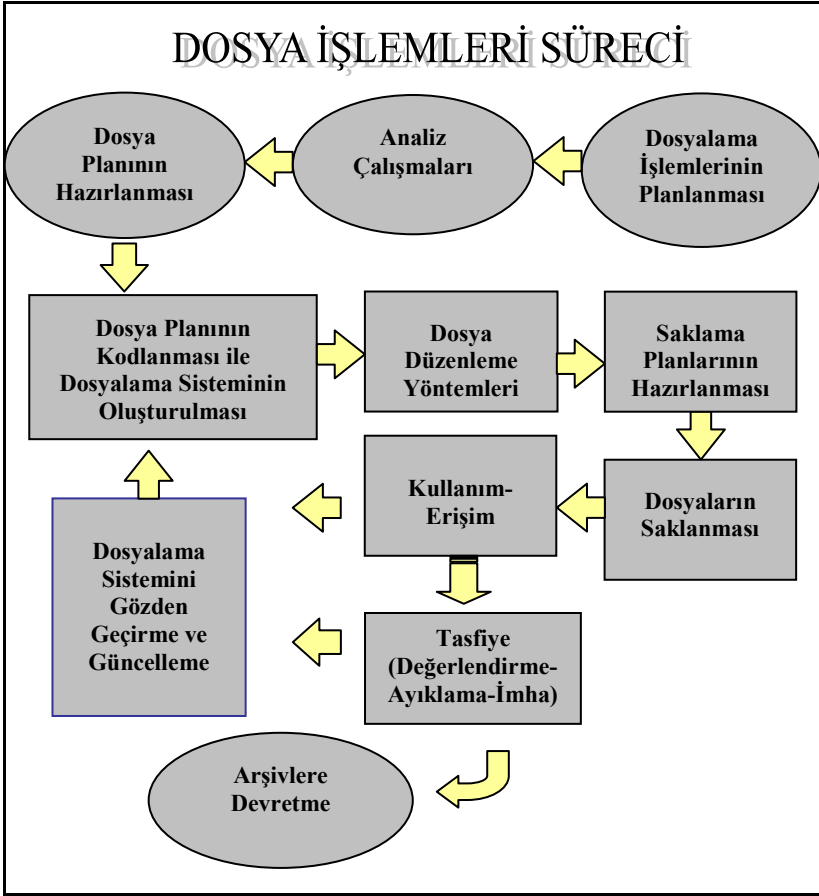 DOSYA İŞLEMLERİ SÜRECİ
Dosya
Planının
Hazırlanması
Analiz
Çalışmaları
Dosyalama
İşlemlerinin
Planlanması
Dosya Planının
Kodlanması ile
Dosyalama Sisteminin
Oluşturulması
Dosya
Düzenleme
Yöntemleri
Saklama
Planlarının
Hazırlanması
Dosyalama
Sistemini
Gözden
Geçirme ve
Güncelleme
Kullanım-
Erişim
Dosyaların
Saklanması
Tasfiye
(Değerlendirme-
Ayıklama-İmha)
Arşivlere
Devretme